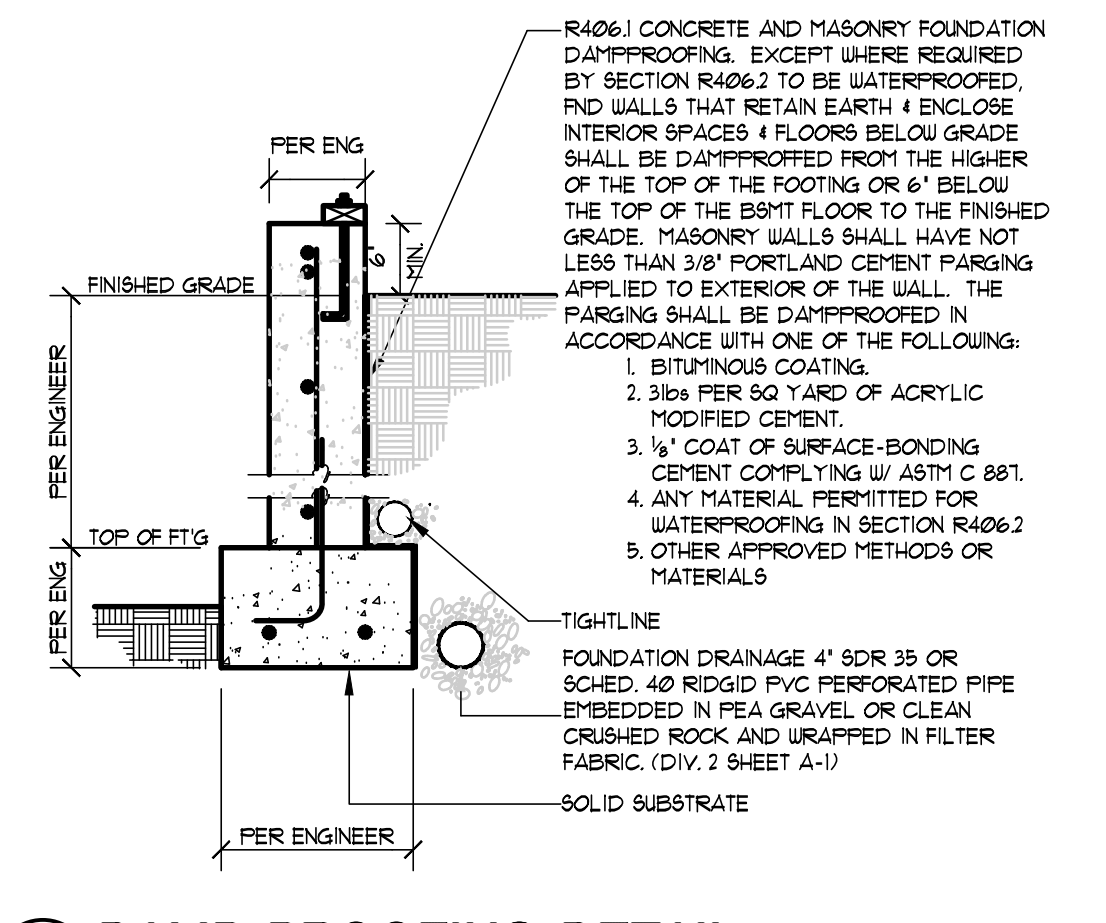 R406.1 CONCRETE AND MASONRY FOUNDATION
DAMPPROOFING. EXCEPT WHERE REQUIRED
BY SECTION R406.2 TO BE WATERPROOFED,
FND WALLS THAT RETAIN EARTH & ENCLOSE
INTERIOR SPACES & FLOORS BELOW GRADE
SHALL BE DAMPPROFFED FROM THE HIGHER
OF THE TOP OF THE FOOTING OR 6" BELOW
THE TOP OF THE BSMT FLOOR TO THE FINISHED
GRADE. MASONRY WALLS SHALL HAVE NOT
LESS THAN 3/8" PORTLAND CEMENT PARGING
APPLIED TO EXTERIOR OF THE WALL. THE
PARGING SHALL BE DAMPPROOFED IN
ACCORDANCE WITH ONE OF THE FOLLOWING:
1. BITUMINOUS COATING.
2. 3lbs PER SQ YARD OF ACRYLIC
MODIFIED CEMENT.
3. ⅛" COAT OF SURFACE-BONDING
CEMENT COMPLYING W/ ASTM C 887.
4. ANY MATERIAL PERMITTED FOR
WATERPROOFING IN SECTION R406.2
5. OTHER APPROVED METHODS OR
MATERIALS
PER ENG
6"
MIN.
FINISHED GRADE
PER ENGINEER
TOP OF FT'G
PER ENG
TIGHTLINE
FOUNDATION DRAINAGE 4" SDR 35 OR
SCHED. 40 RIDGID PVC PERFORATED PIPE
EMBEDDED IN PEA GRAVEL OR CLEAN
CRUSHED ROCK AND WRAPPED IN FILTER
FABRIC. (DIV. 2 SHEET A-1)
SOLID SUBSTRATE
PER ENGINEER